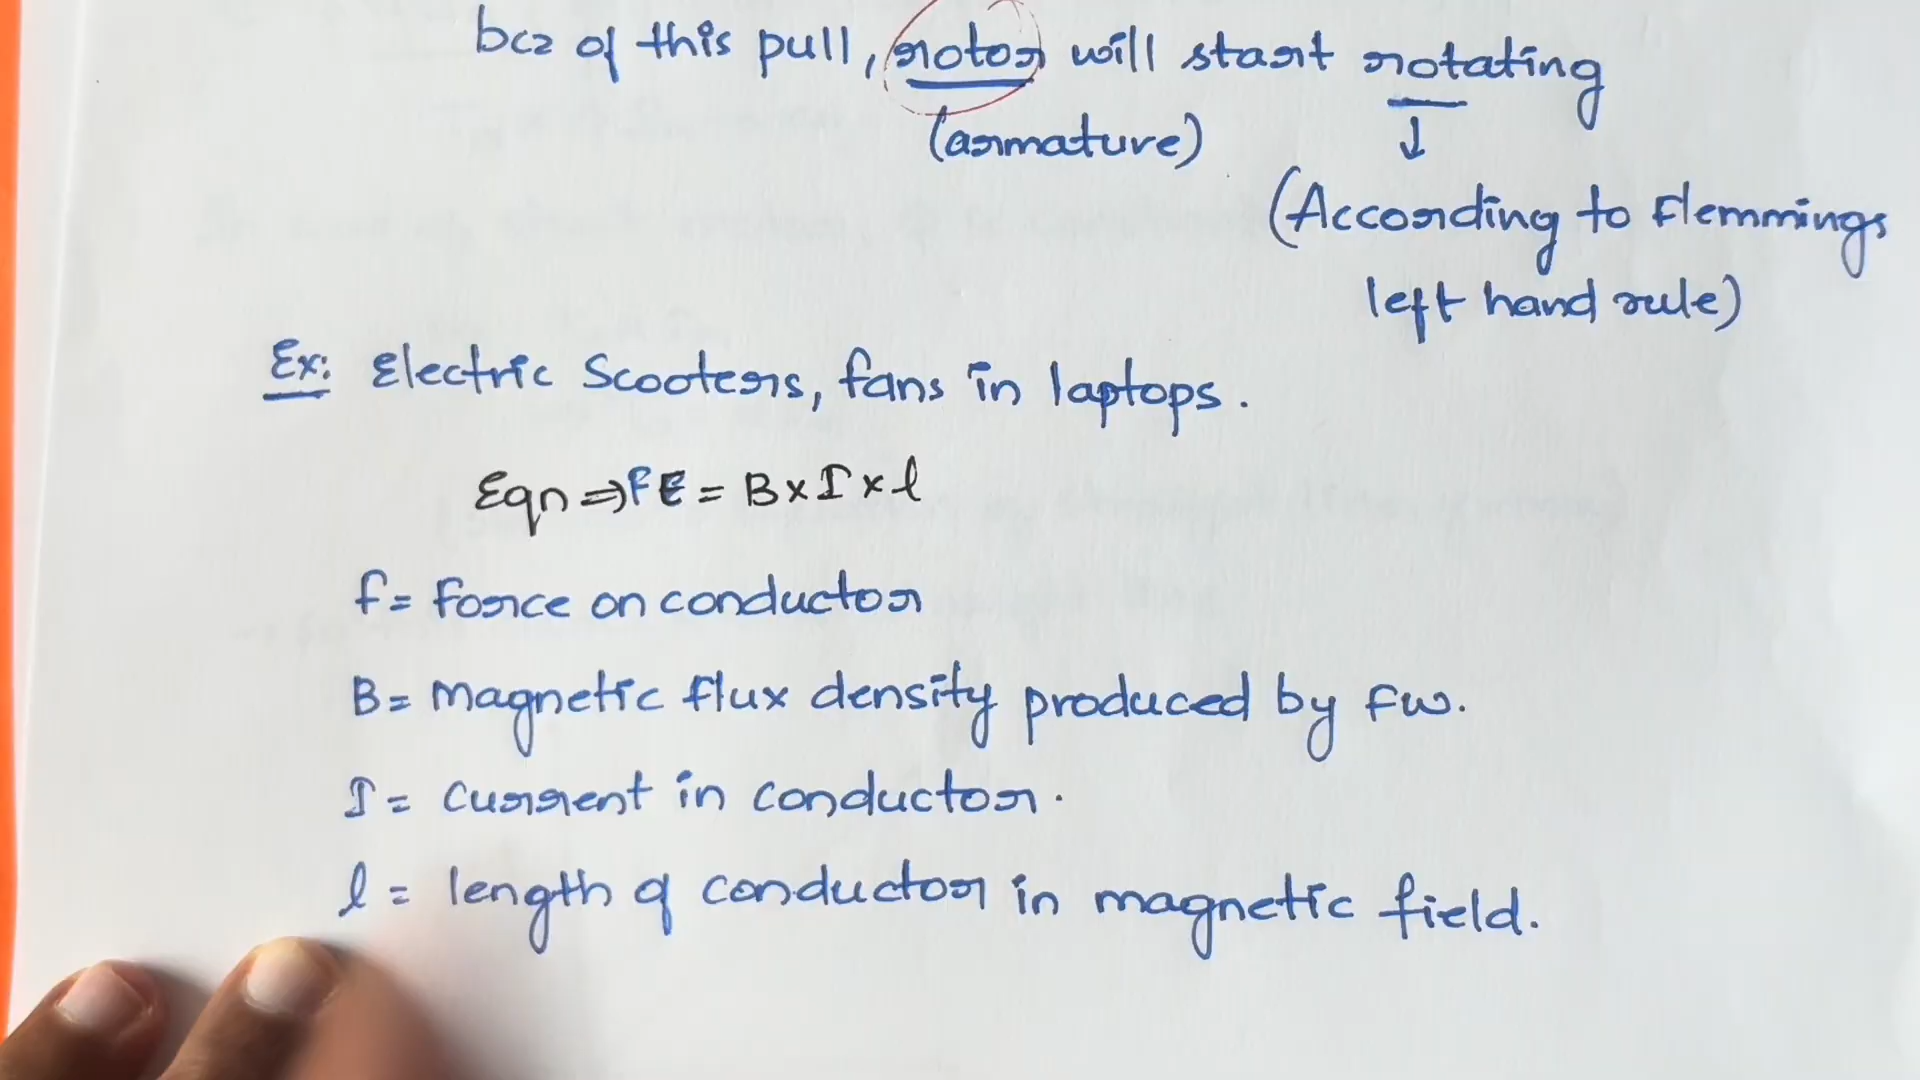 bcz of this pull, rotor will start rotating
(armature) ↓
(According to Flemmings
left hand rule)
Ex: Electric Scooters, fans in laptops.
Eqn ⇒ F = B x I x l
f = Force on conductor
B = Magnetic flux density produced by FW.
I = Current in conductor.
l = length of conductor in magnetic field.